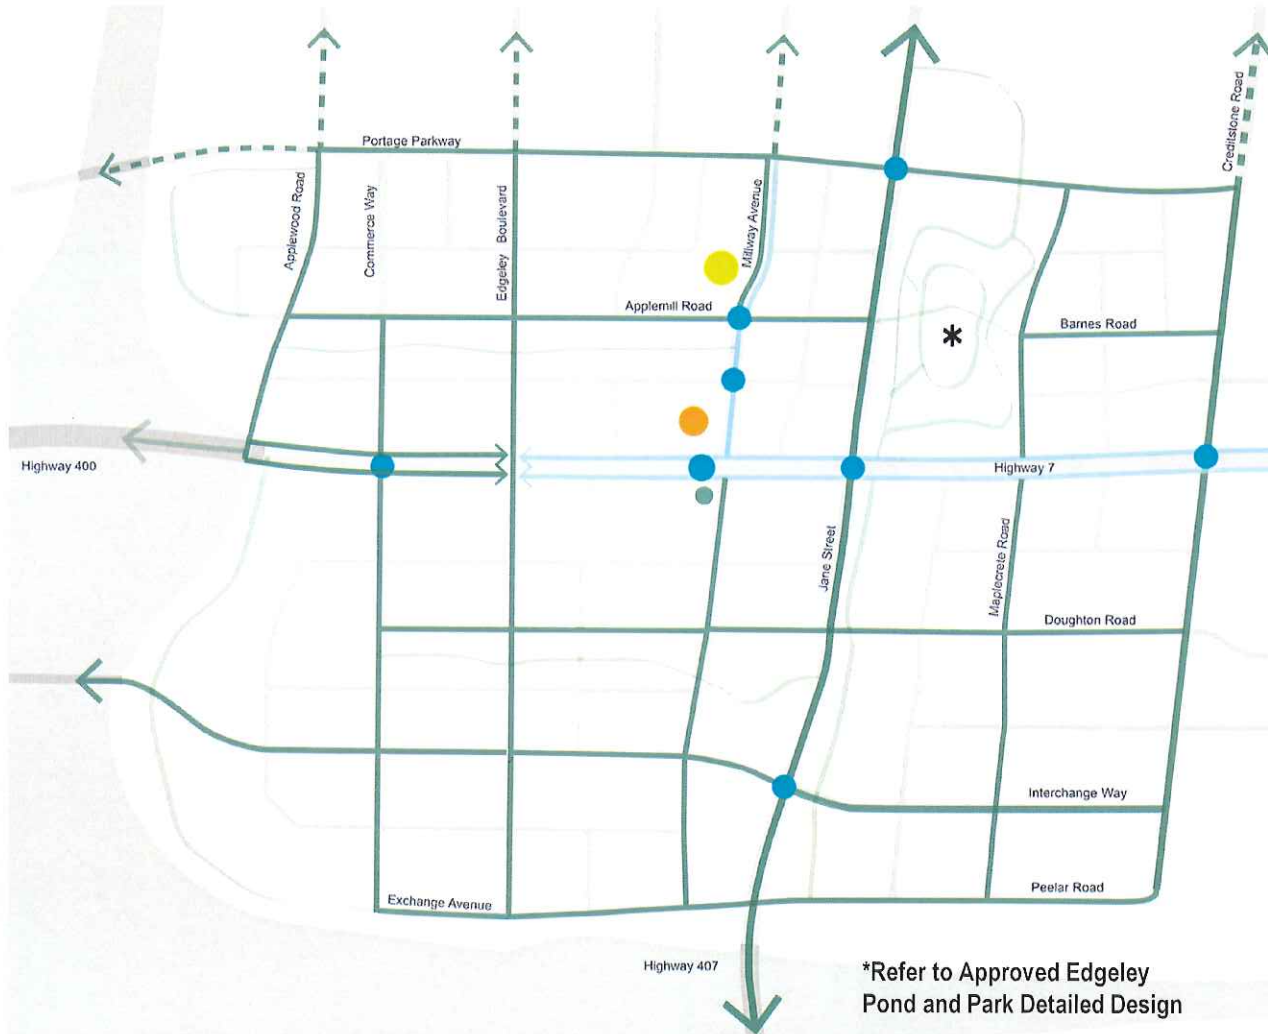 Creditstone Road
Portage Parkway
Applewood Road
Commerce Way
Edgeley Boulevard
Millway Avenue
Applemill Road
Barnes Road
*
Highway 400
Highway 7
Jane Street
Maplecrete Road
Doughton Road
Interchange Way
Peelar Road
Exchange Avenue
Highway 407
*Refer to Approved Edgeley
Pond and Park Detailed Design